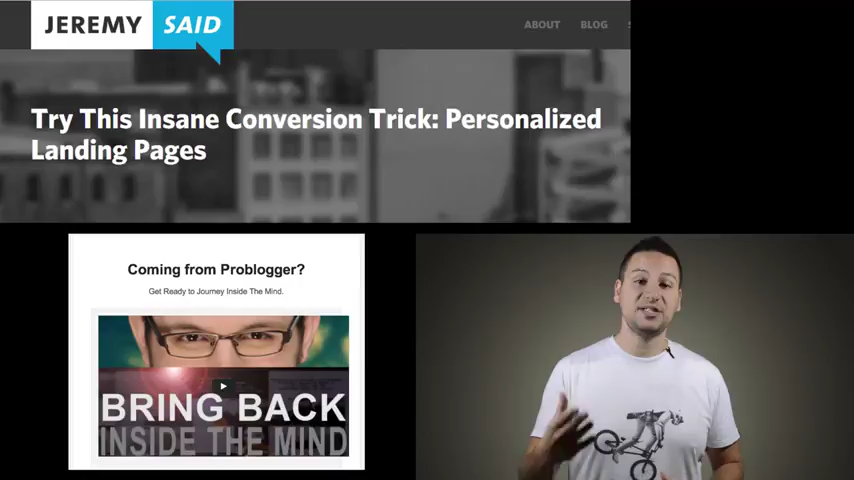 JEREMY SAID
ABOUT BLOG
Try This Insane Conversion Trick: Personalized
Landing Pages
Coming from Problogger?
Get Ready to Journey Inside The Mind.
BRING BACK
INSIDE THE MIND